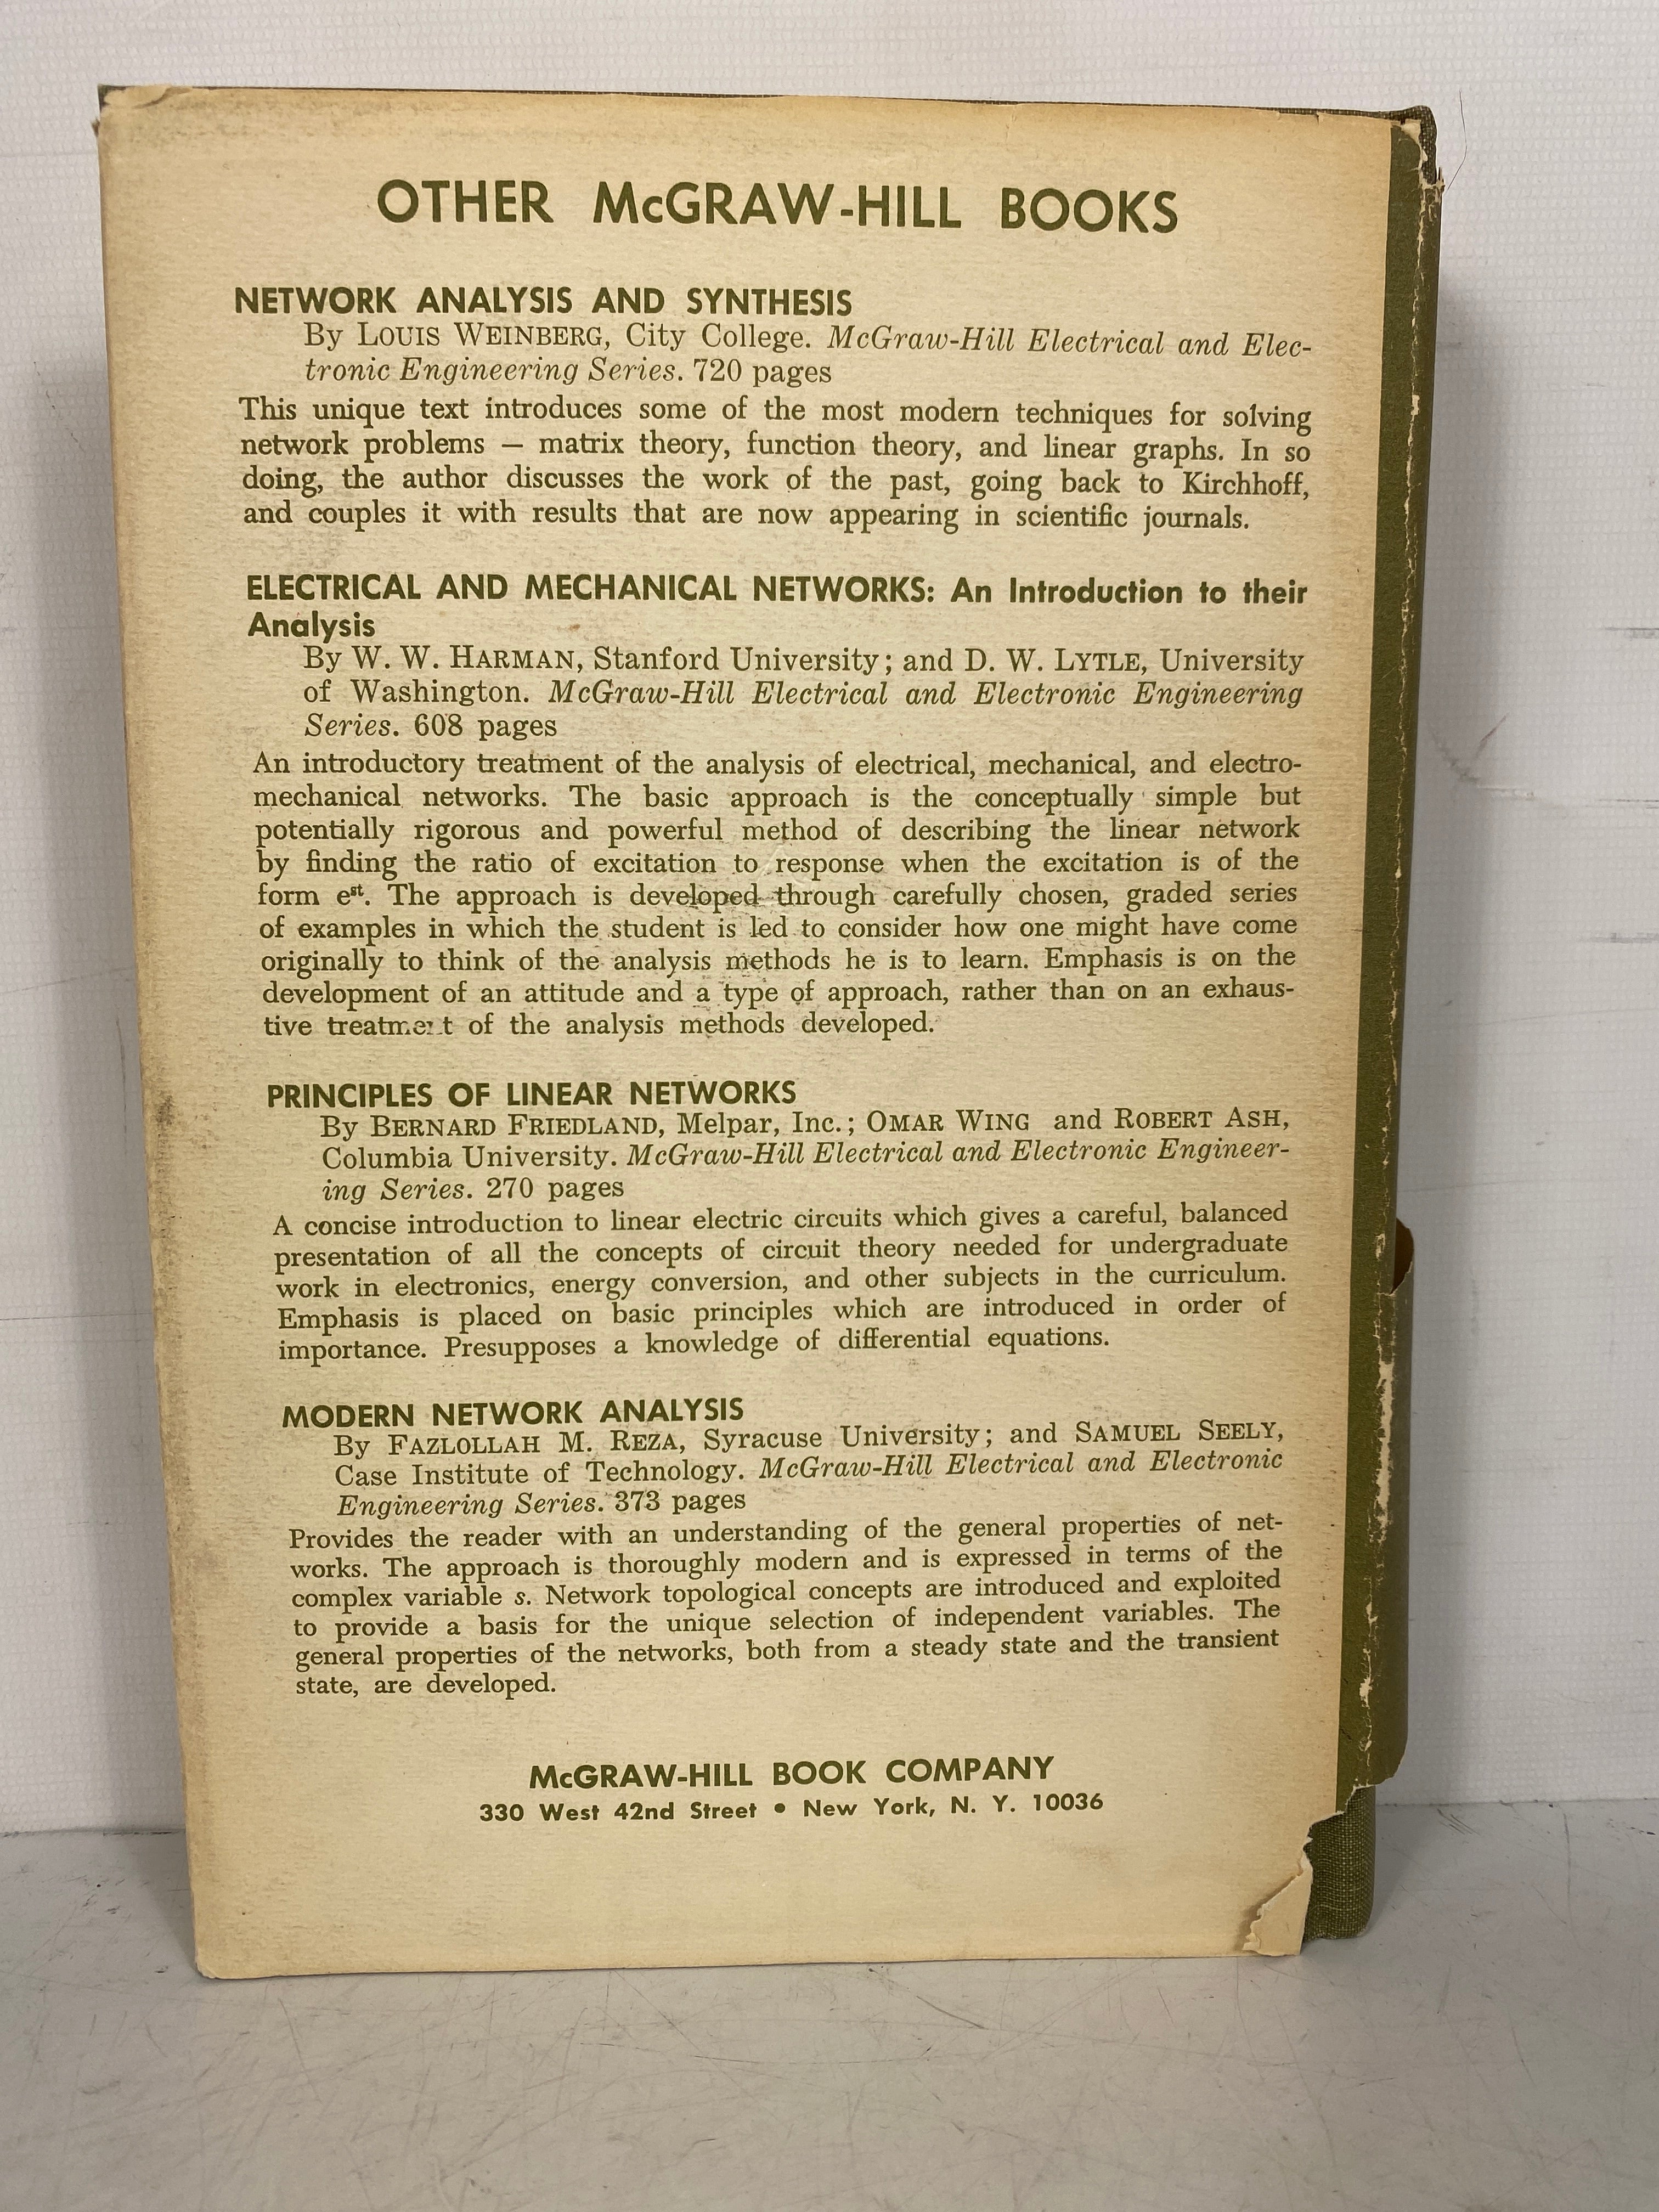 OTHER McGRAW-HILL BOOKS
NETWORK ANALYSIS AND SYNTHESIS
By LOUIS WEINBERG, City College. McGraw-Hill Electrical and Elec-
tronic Engineering Series. 720 pages
This unique text introduces some of the most modern techniques for solving
network problems — matrix theory, function theory, and linear graphs. In so
doing, the author discusses the work of the past, going back to Kirchhoff,
and couples it with results that are now appearing in scientific journals.
ELECTRICAL AND MECHANICAL NETWORKS: An Introduction to their
Analysis
By W. W. HARMAN, Stanford University; and D. W. LYTLE, University
of Washington. McGraw-Hill Electrical and Electronic Engineering
Series. 608 pages
An introductory treatment of the analysis of electrical, mechanical, and electro-
mechanical networks. The basic approach is the conceptually simple but
potentially rigorous and powerful method of describing the linear network
by finding the ratio of excitation to response when the excitation is of the
form eˢᵗ. The approach is developed through carefully chosen, graded series
of examples in which the student is led to consider how one might have come
originally to think of the analysis methods he is to learn. Emphasis is on the
development of an attitude and a type of approach, rather than on an exhaus-
tive treatment of the analysis methods developed.
PRINCIPLES OF LINEAR NETWORKS
By BERNARD FRIEDLAND, Melpar, Inc.; OMAR WING and ROBERT ASH,
Columbia University. McGraw-Hill Electrical and Electronic Engineer-
ing Series. 270 pages
A concise introduction to linear electric circuits which gives a careful, balanced
presentation of all the concepts of circuit theory needed for undergraduate
work in electronics, energy conversion, and other subjects in the curriculum.
Emphasis is placed on basic principles which are introduced in order of
importance. Presupposes a knowledge of differential equations.
MODERN NETWORK ANALYSIS
By FAZLOLLAH M. REZA, Syracuse University; and SAMUEL SEELY,
Case Institute of Technology. McGraw-Hill Electrical and Electronic
Engineering Series. 373 pages
Provides the reader with an understanding of the general properties of net-
works. The approach is thoroughly modern and is expressed in terms of the
complex variable s. Network topological concepts are introduced and exploited
to provide a basis for the unique selection of independent variables. The
general properties of the networks, both from a steady state and the transient
state, are developed.
McGRAW-HILL BOOK COMPANY
330 West 42nd Street • New York, N. Y. 10036